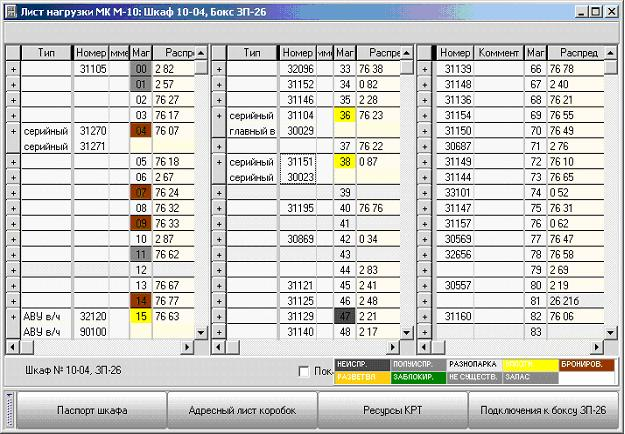 Лист нагрузки МК М-10: Шкаф 10-04, Бокс ЗП-26
Тип Номер мме Маг Распре
+ 31105 00 2 82
+ 01 2 57
+ 02 76 27
+ 03 76 17
+ серийный 31270 04 76 07
серийный 31271
+ 05 76 18
+ 06 2 67
+ 07 76 24
+ 08 76 32
+ 09 76 33
+ 10 2 87
+ 11 76 62
+ 12
+ 13 76 67
+ 14 76 77
+ АВУ в/ч 32120 15 76 63
АВУ в/ч 90100
Тип Номер Маг Распре
+ 32096 33 76 38
+ 31152 34 0 82
+ 31146 35 2 28
+ серийный 31104 36 76 23
главный в 30029
+ 37 76 22
+ серийный 31151 38 0 87
серийный 30023
+ 39
+ 31195 40 76 76
+ 41
+ 30869 42 0 34
+ 43
+ 44 2 83
+ 31121 45 2 41
+ 31125 46 2 48
+ 31129 47 2 21
+ 31140 48 2 17
Номер Коммент Маг Распред
+ 31139 66 76 78
+ 31148 67 2 40
+ 31136 68 76 21
+ 31154 69 76 55
+ 31150 70 76 49
+ 30687 71 2 76
+ 31149 72 76 10
+ 31144 73 76 65
+ 33101 74 0 52
+ 31147 75 76 31
+ 31157 76 0 62
+ 30569 77 76 47
+ 32656 78 76 58
+ 79 2 69
+ 30557 80 2 19
+ 81 26 21б
+ 31160 82 76 06
+ 83
Шкаф № 10-04, ЗП-26
Пок-
НЕИСПР. ПОЛУИСПР. РАЗНОПАРКА БРОНИРОВ.
РАЗВЕТВЛ ЗАБЛОКИР. НЕ СУЩЕСТВ. ЗАПАС
Паспорт шкафа
Адресный лист коробок
Ресурсы КРТ
Подключения к боксу ЗП-26